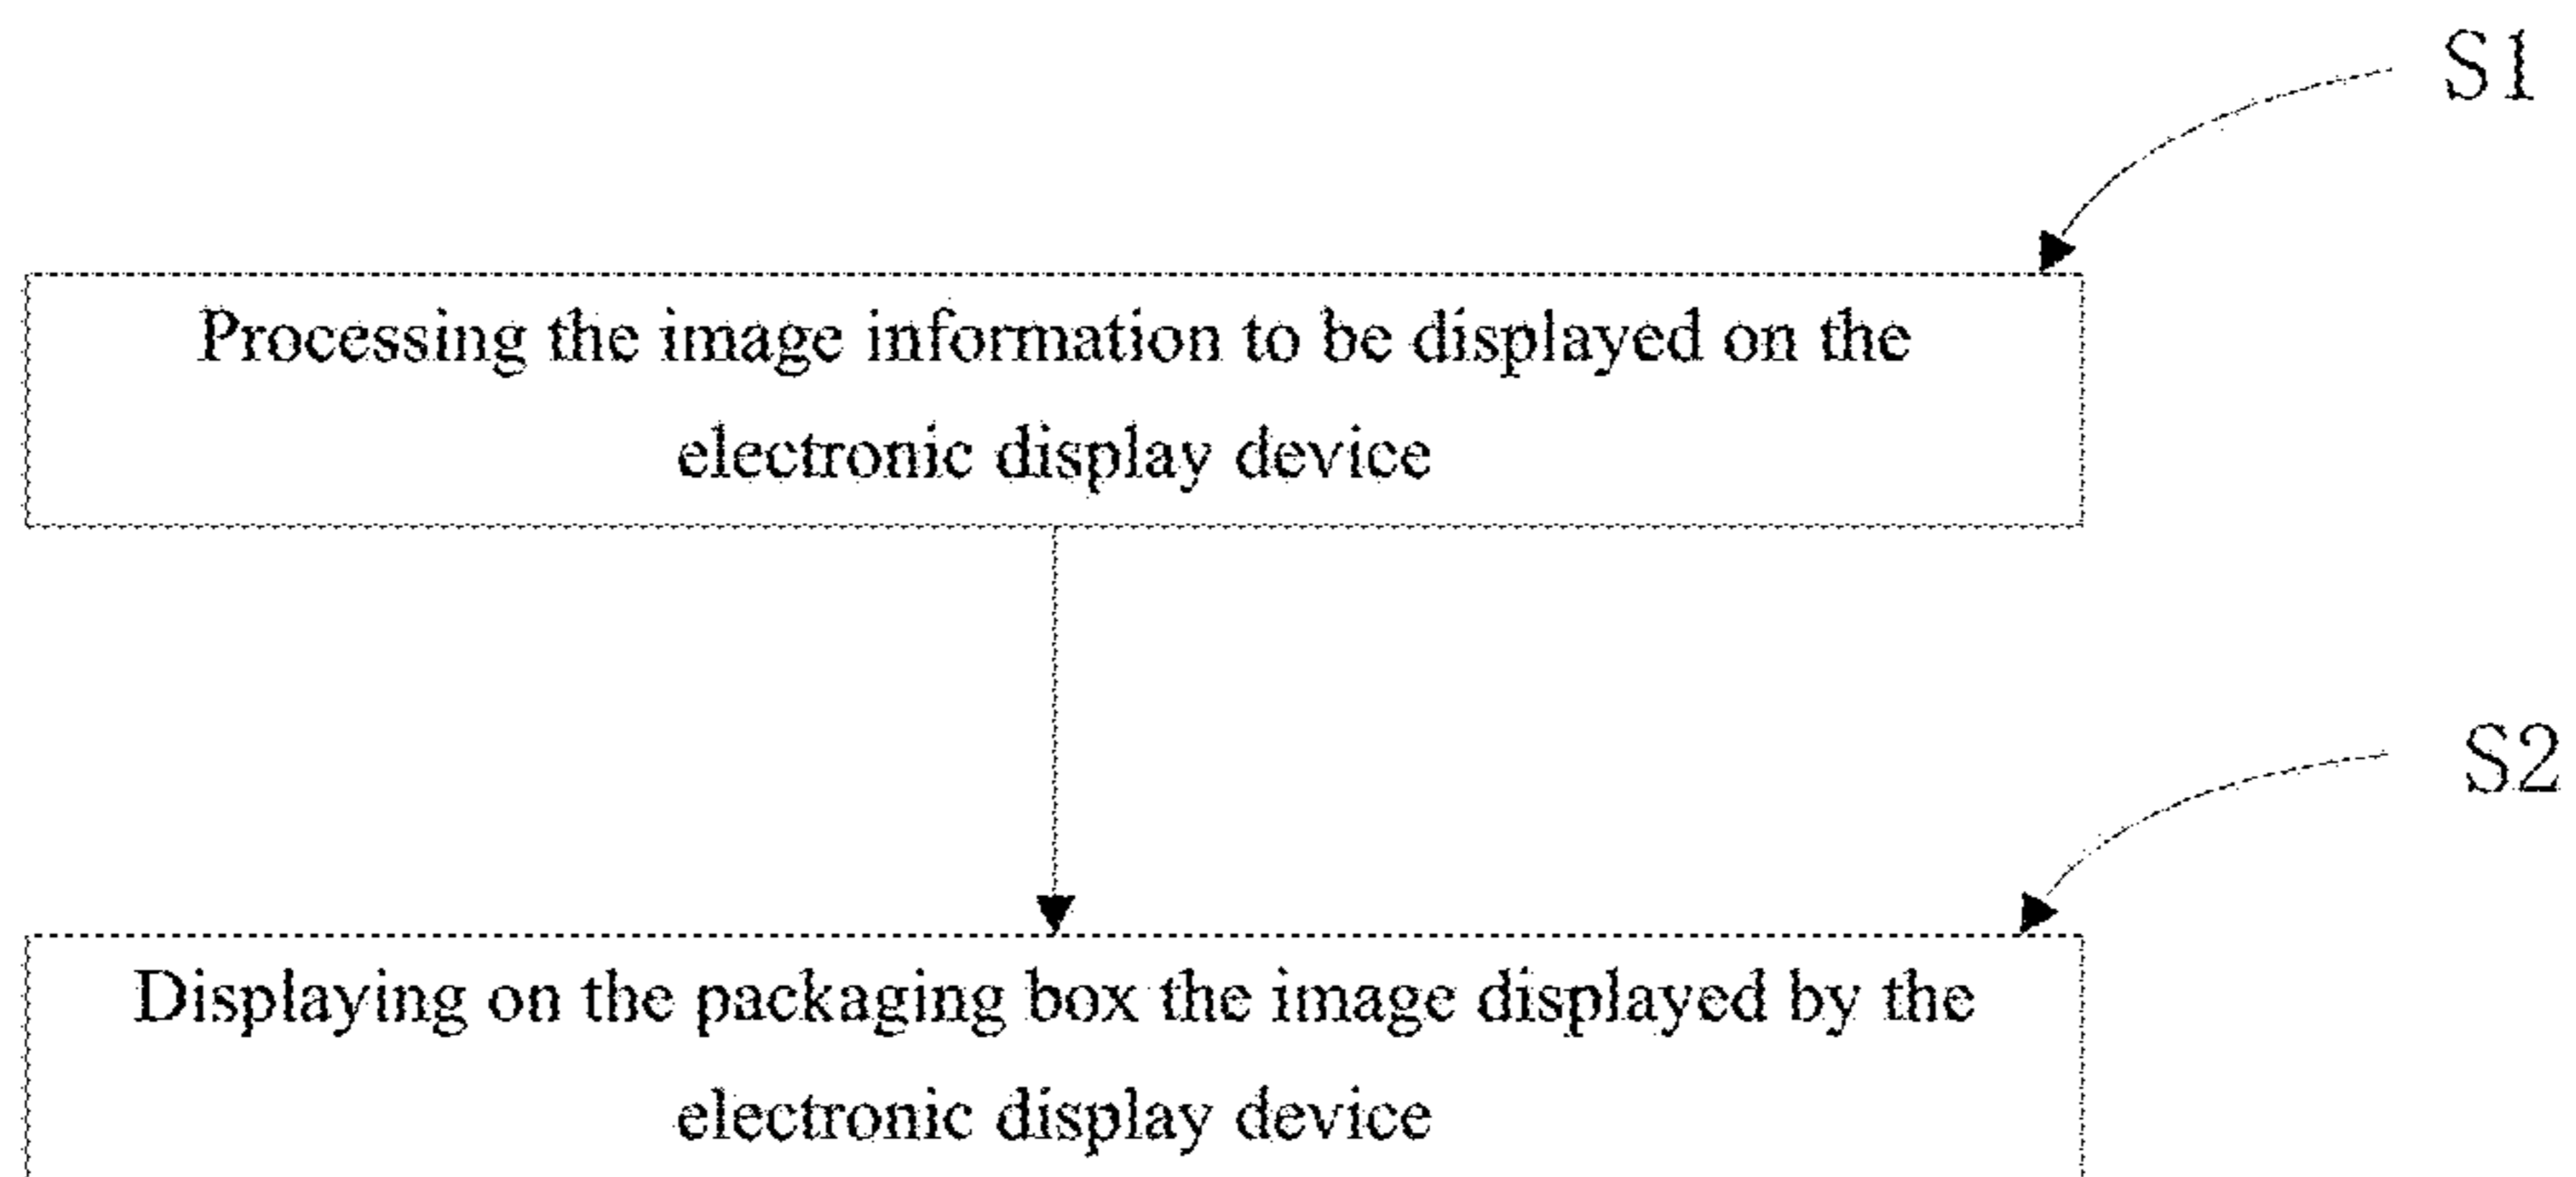 S1
Processing the image information to be displayed on the
electronic display device
S2
Displaying on the packaging box the image displayed by the
electronic display device